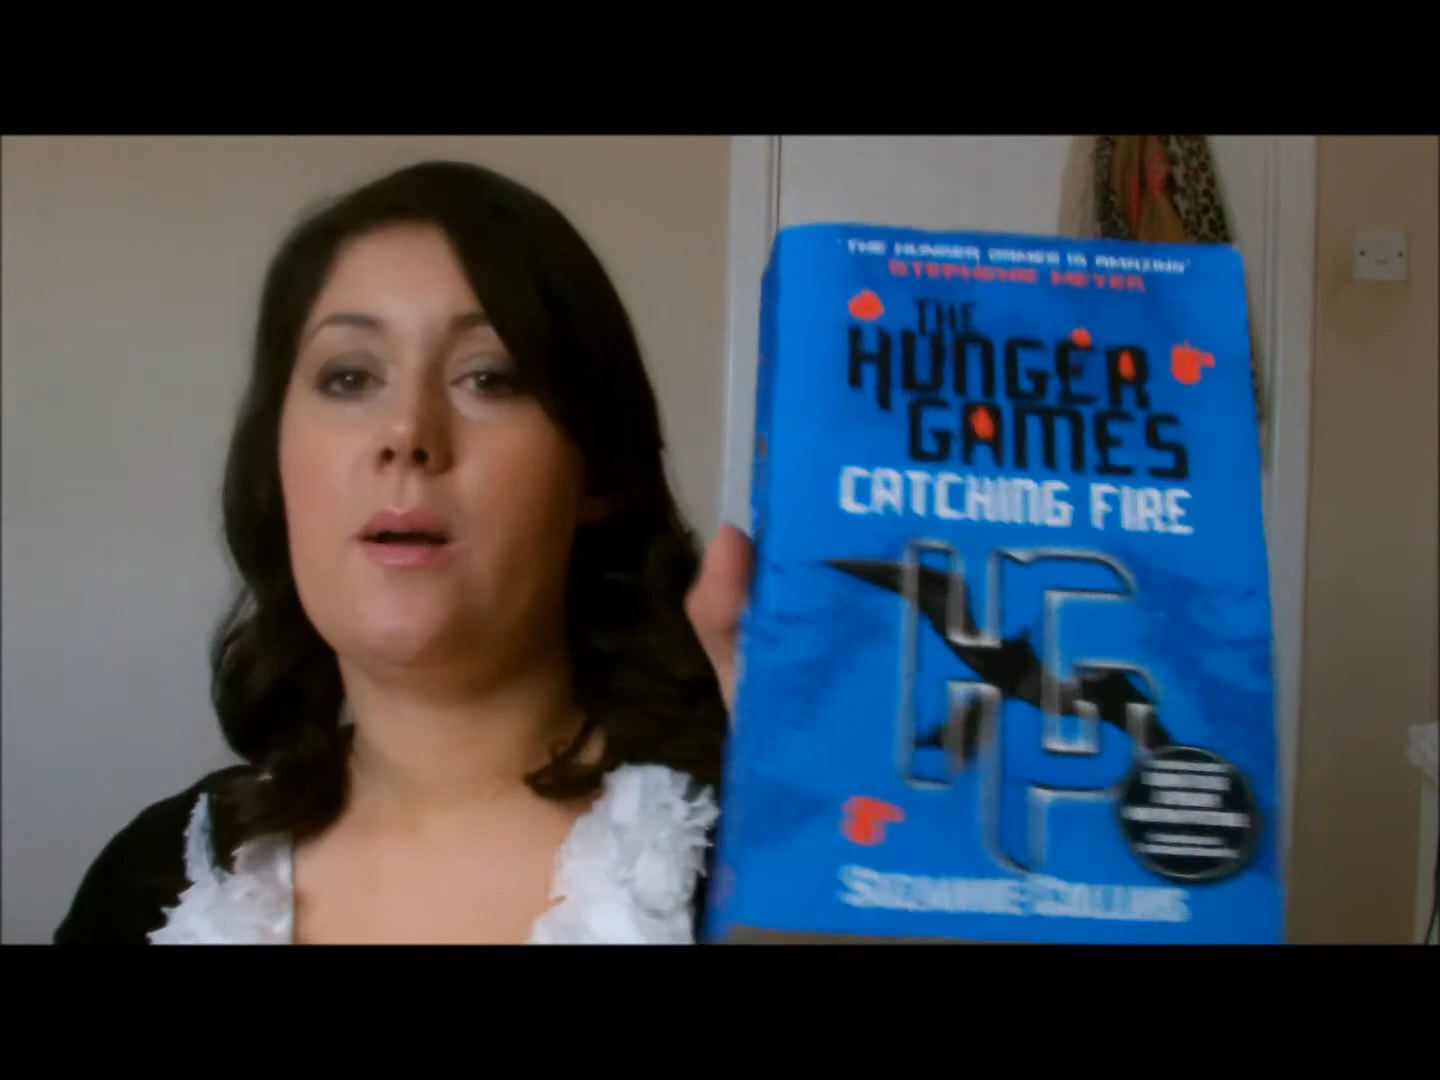 'THE HUNGER GAMES IS AMAZING'
STEPHENIE MEYER
THE
HUNGER
GAMES
CATCHING FIRE
SUZANNE COLLINS